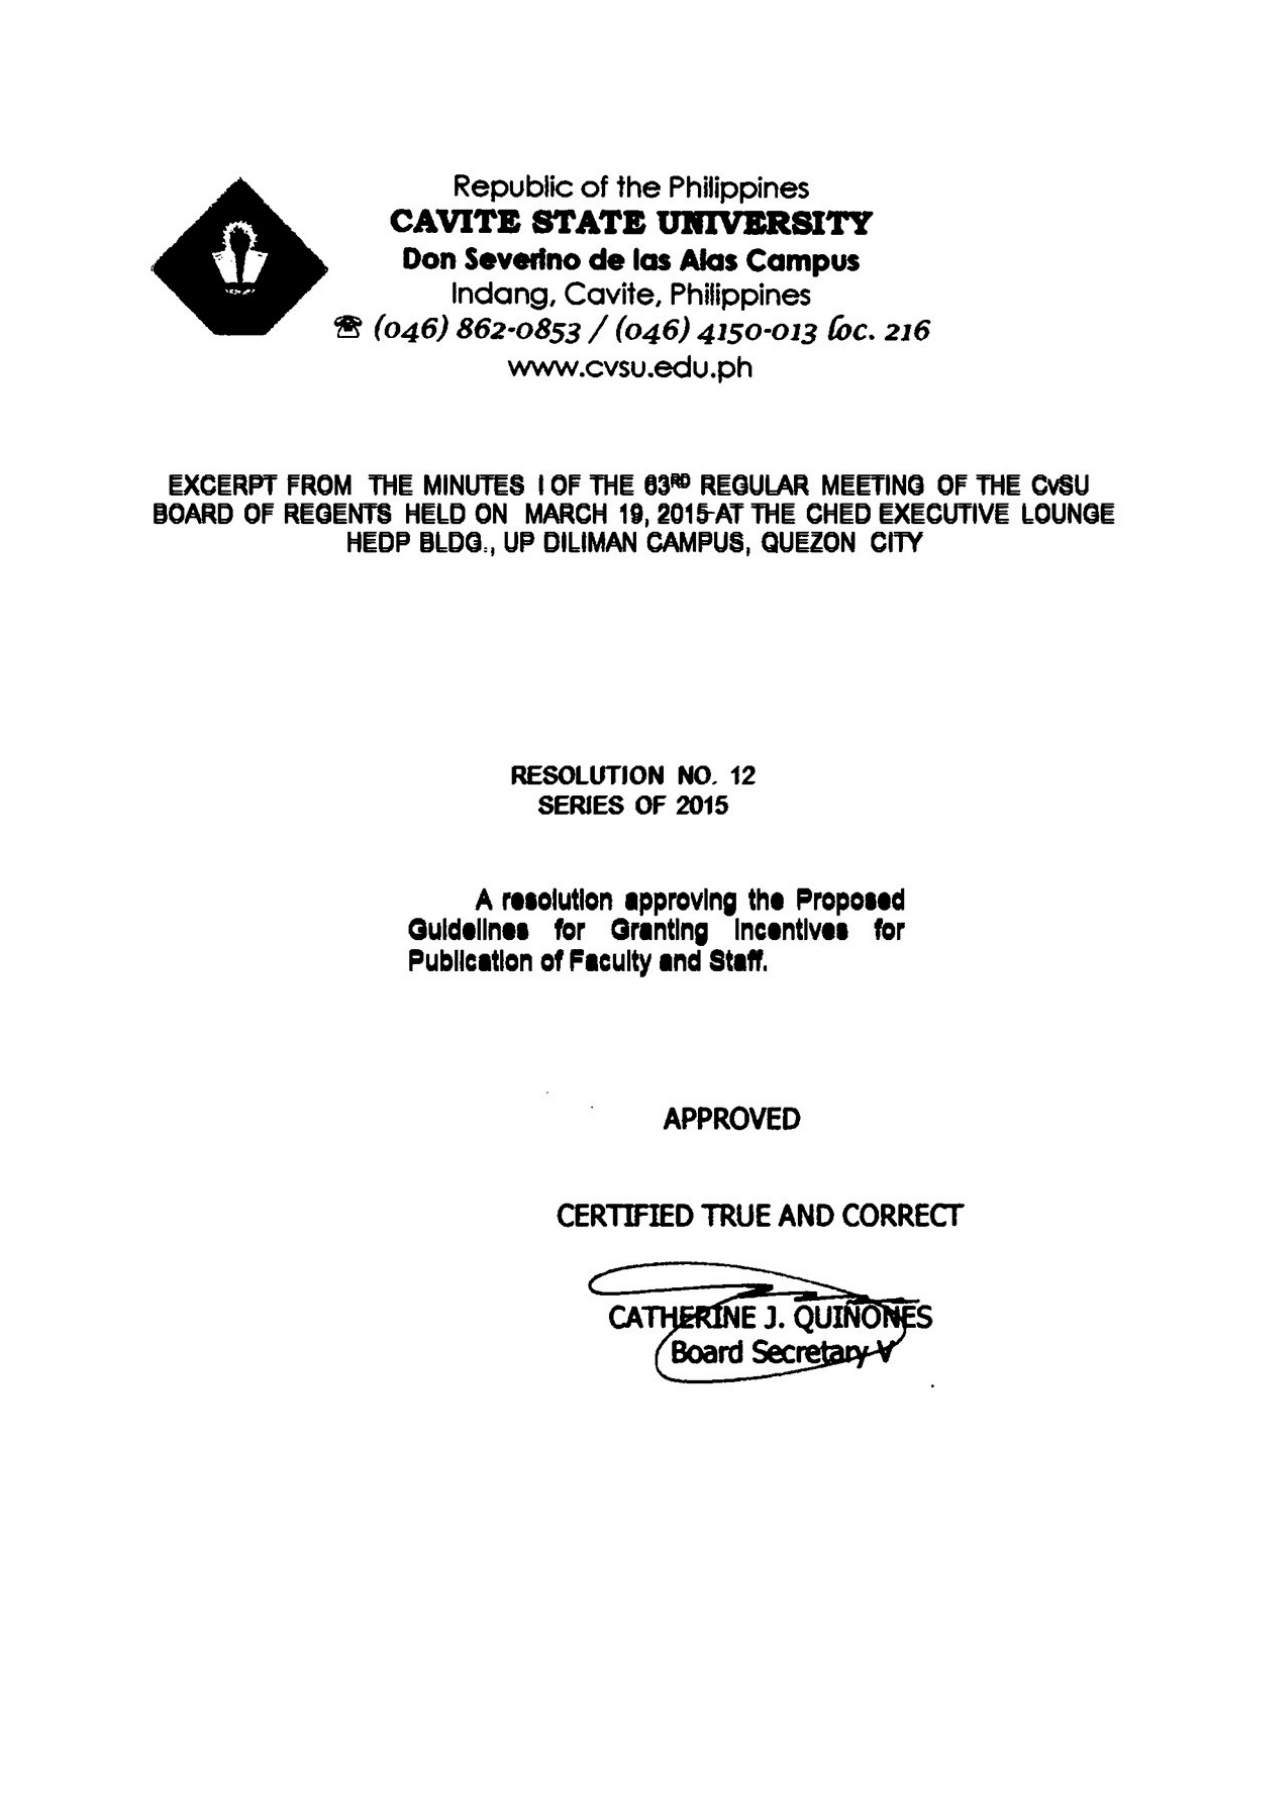 Republic of the Philippines
CAVITE STATE UNIVERSITY
Don Severino de las Alas Campus
Indang, Cavite, Philippines
☎ (046) 862-0853 / (046) 4150-013 loc. 216
www.cvsu.edu.ph
EXCERPT FROM THE MINUTES I OF THE 63RD REGULAR MEETING OF THE CvSU
BOARD OF REGENTS HELD ON MARCH 19, 2015 AT THE CHED EXECUTIVE LOUNGE
HEDP BLDG., UP DILIMAN CAMPUS, QUEZON CITY
RESOLUTION NO. 12
SERIES OF 2015
A resolution approving the Proposed
Guidelines for Granting Incentives for
Publication of Faculty and Staff.
APPROVED
CERTIFIED TRUE AND CORRECT
CATHERINE J. QUIÑONES
Board Secretary V